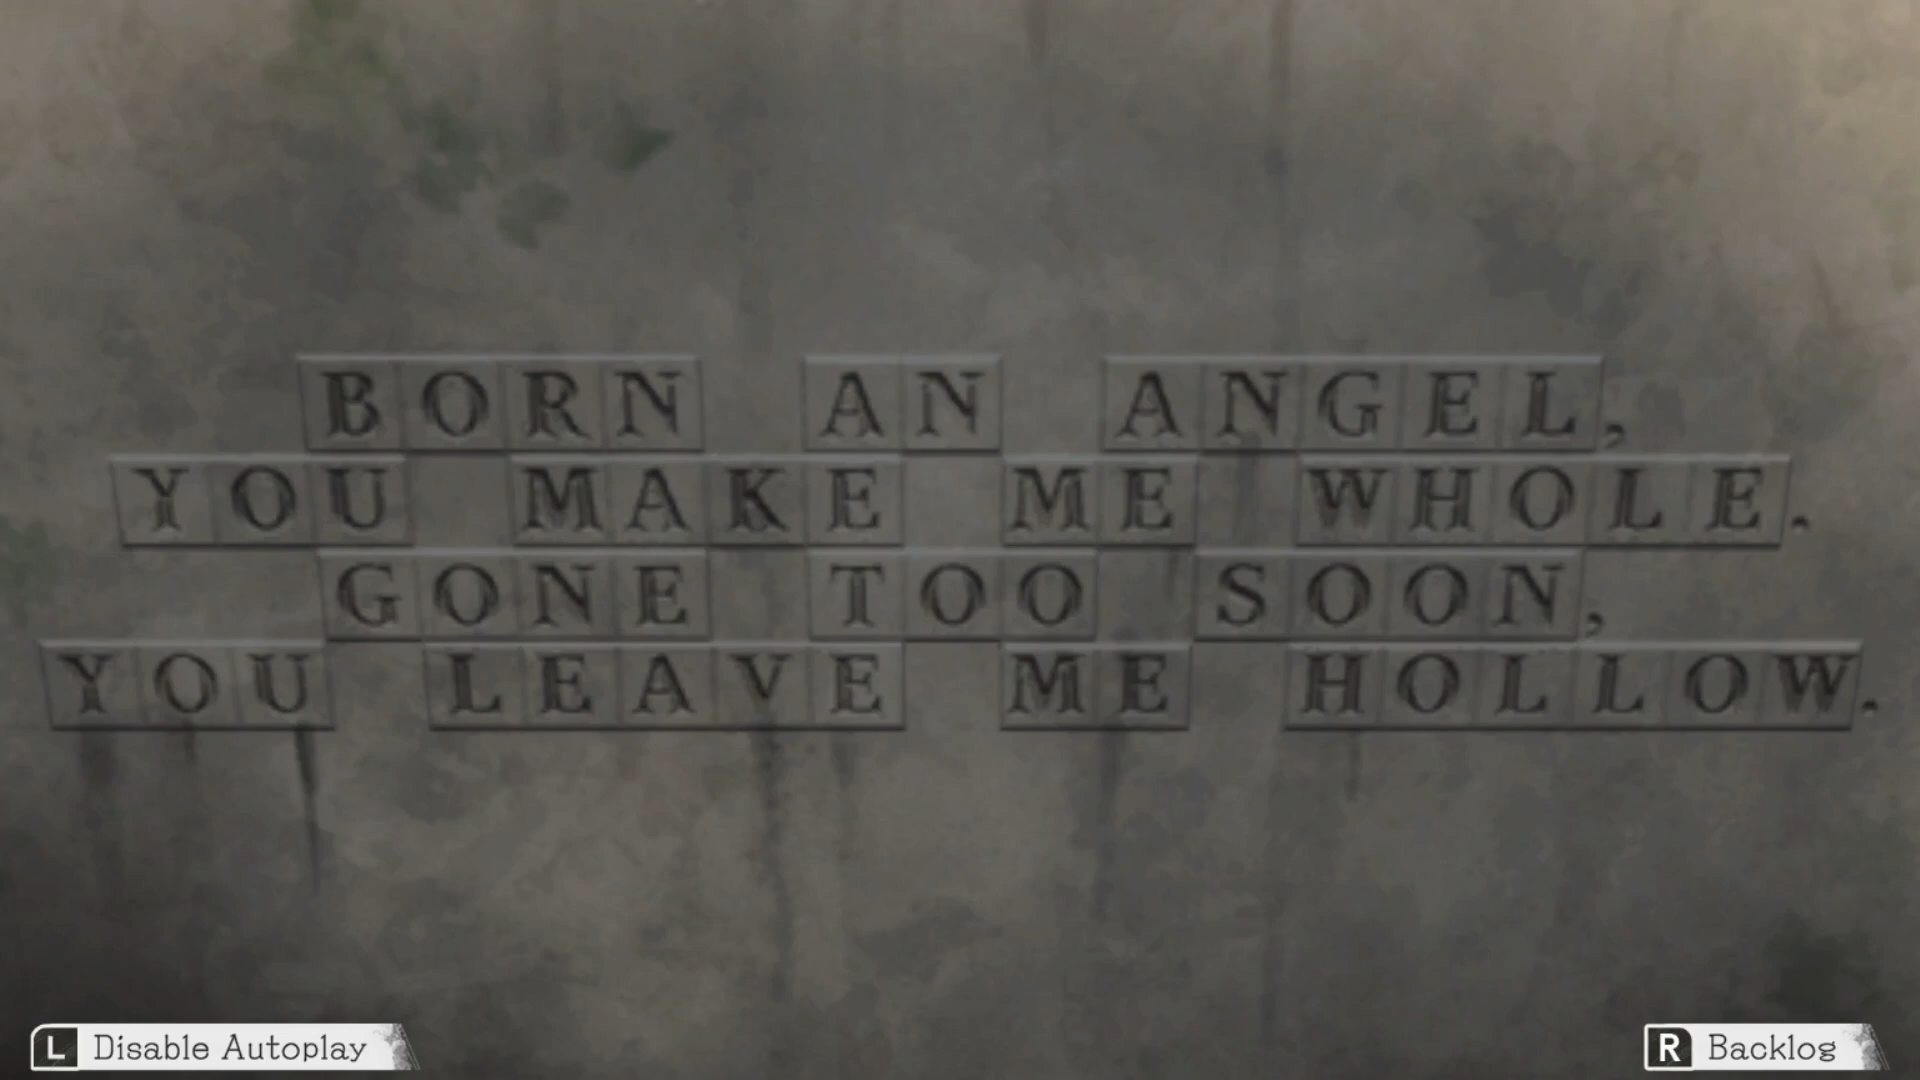 BORN AN ANGEL,
YOU MAKE ME WHOLE.
GONE TOO SOON,
YOU LEAVE ME HOLLOW.
L Disable Autoplay
R Backlog